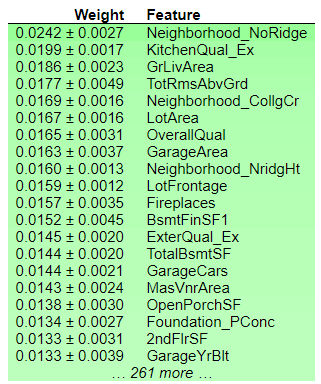 Weight Feature
0.0242 ± 0.0027 Neighborhood_NoRidge
0.0199 ± 0.0017 KitchenQual_Ex
0.0186 ± 0.0023 GrLivArea
0.0177 ± 0.0049 TotRmsAbvGrd
0.0169 ± 0.0016 Neighborhood_CollgCr
0.0167 ± 0.0016 LotArea
0.0165 ± 0.0031 OverallQual
0.0163 ± 0.0037 GarageArea
0.0160 ± 0.0013 Neighborhood_NridgHt
0.0159 ± 0.0012 LotFrontage
0.0157 ± 0.0035 Fireplaces
0.0152 ± 0.0045 BsmtFinSF1
0.0145 ± 0.0020 ExterQual_Ex
0.0144 ± 0.0020 TotalBsmtSF
0.0144 ± 0.0021 GarageCars
0.0143 ± 0.0024 MasVnrArea
0.0138 ± 0.0030 OpenPorchSF
0.0134 ± 0.0027 Foundation_PConc
0.0133 ± 0.0031 2ndFlrSF
0.0133 ± 0.0039 GarageYrBlt
… 261 more …